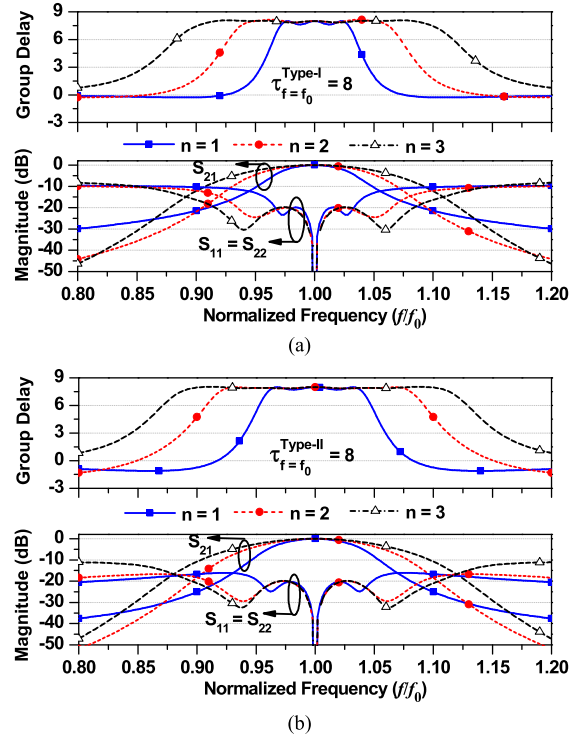 9
6
3
0
-3
Group Delay
τ Type-I f = f0 = 8
n = 1 n = 2 n = 3
0
-10
-20
-30
-40
-50
Magnitude (dB)
S21
S11 = S22
0.80 0.85 0.90 0.95 1.00 1.05 1.10 1.15 1.20
Normalized Frequency (f/f0)
(a)
9
6
3
0
-3
Group Delay
τ Type-II f = f0 = 8
n = 1 n = 2 n = 3
0
-10
-20
-30
-40
-50
Magnitude (dB)
S21
S11 = S22
0.80 0.85 0.90 0.95 1.00 1.05 1.10 1.15 1.20
Normalized Frequency (f/f0)
(b)